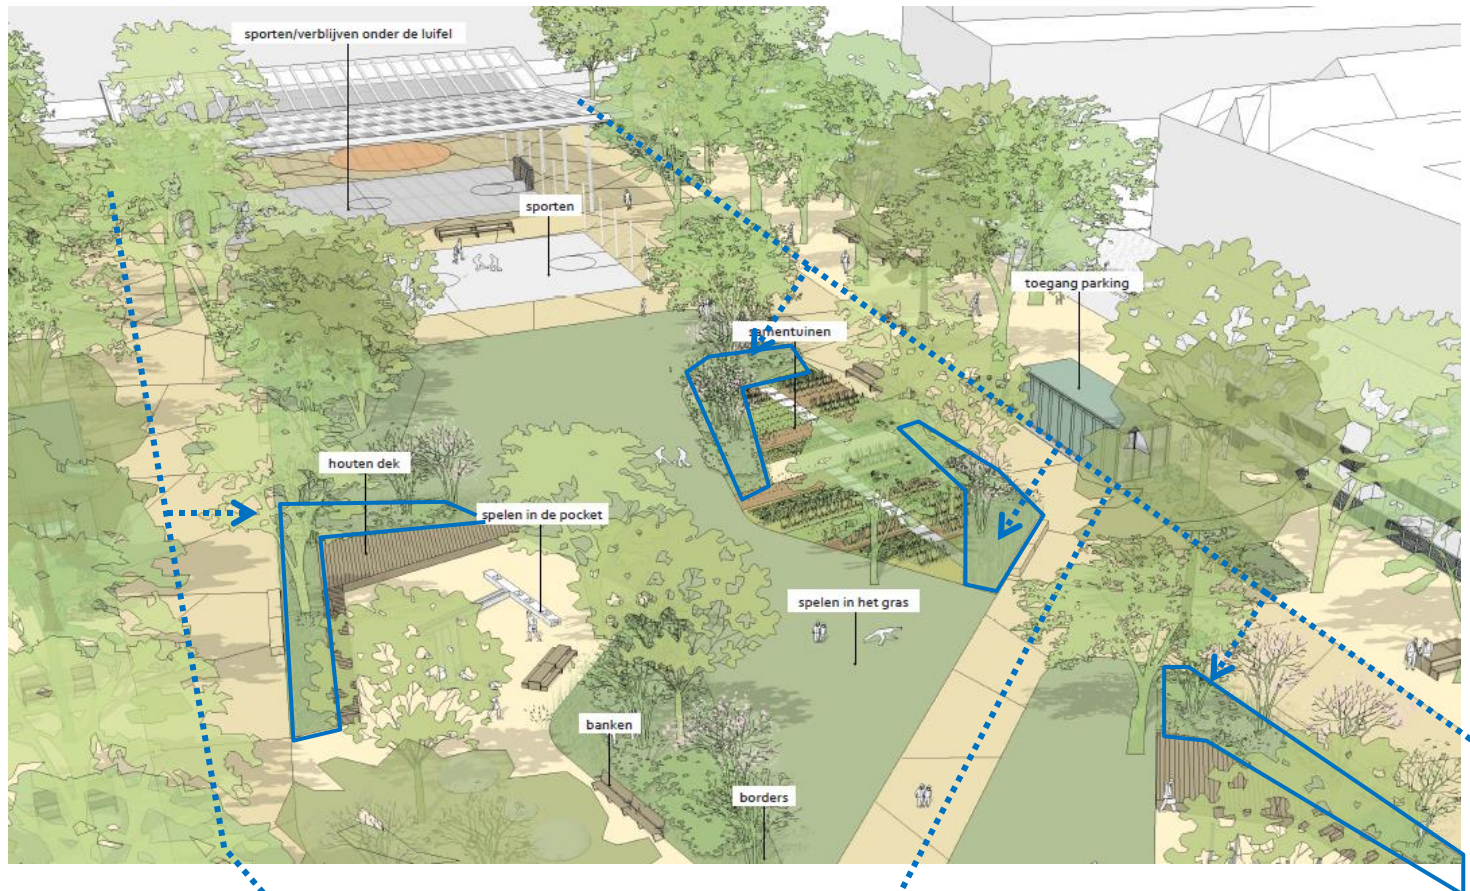 sporten/verblijven onder de luifel
sporten
toegang parking
samentuinen
houten dek
spelen in de pocket
spelen in het gras
banken
borders